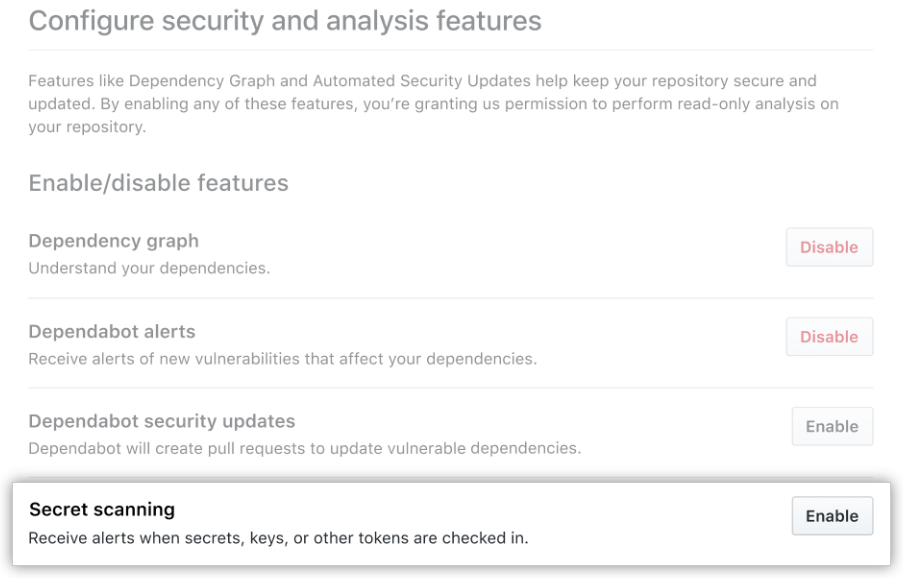 Configure security and analysis features
Features like Dependency Graph and Automated Security Updates help keep your repository secure and
updated. By enabling any of these features, you’re granting us permission to perform read-only analysis on
your repository.
Enable/disable features
Dependency graph
Disable
Understand your dependencies.
Dependabot alerts
Disable
Receive alerts of new vulnerabilities that affect your dependencies.
Dependabot security updates
Enable
Dependabot will create pull requests to update vulnerable dependencies.
Secret scanning
Enable
Receive alerts when secrets, keys, or other tokens are checked in.